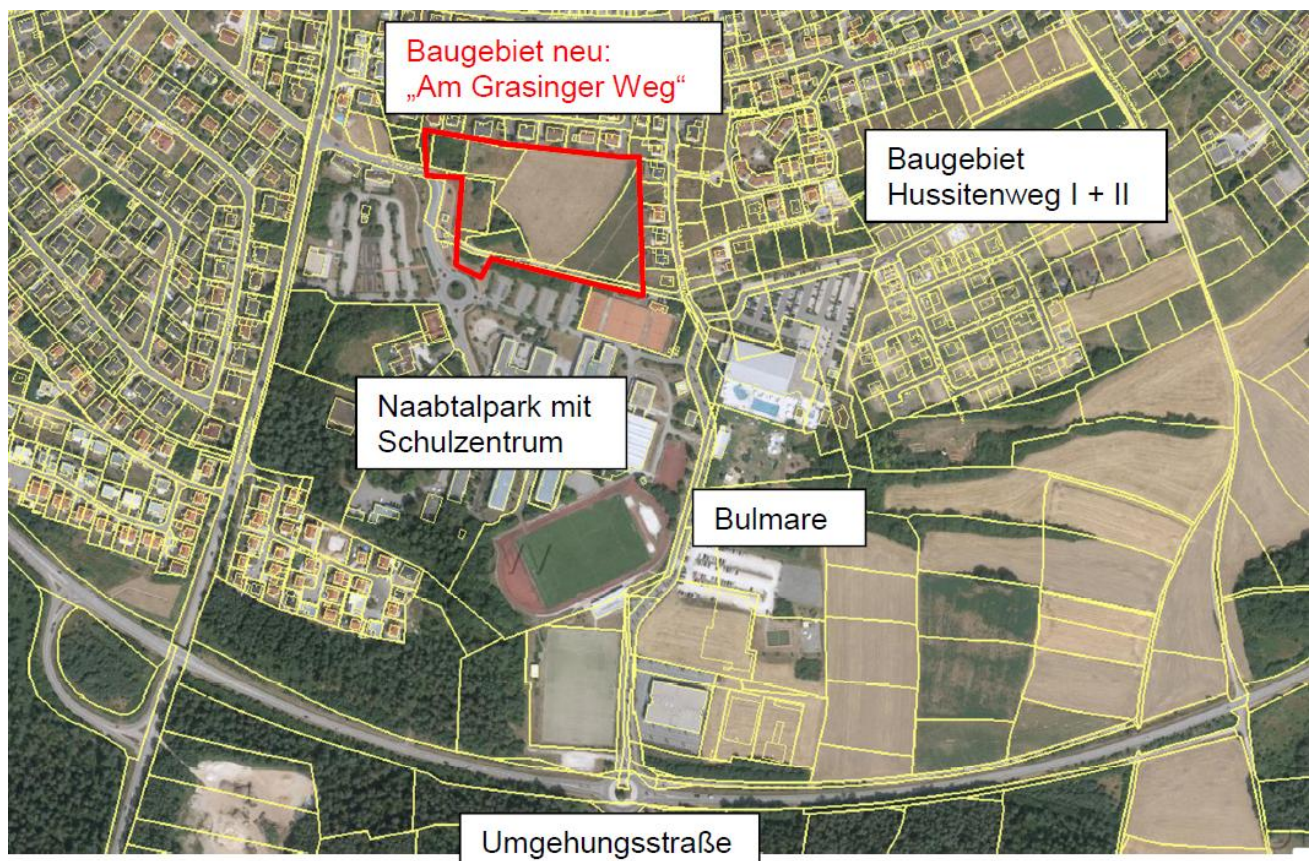 Baugebiet neu:
„Am Grasinger Weg“
Baugebiet
Hussitenweg I + II
Naabtalpark mit
Schulzentrum
Bulmare
Umgehungsstraße